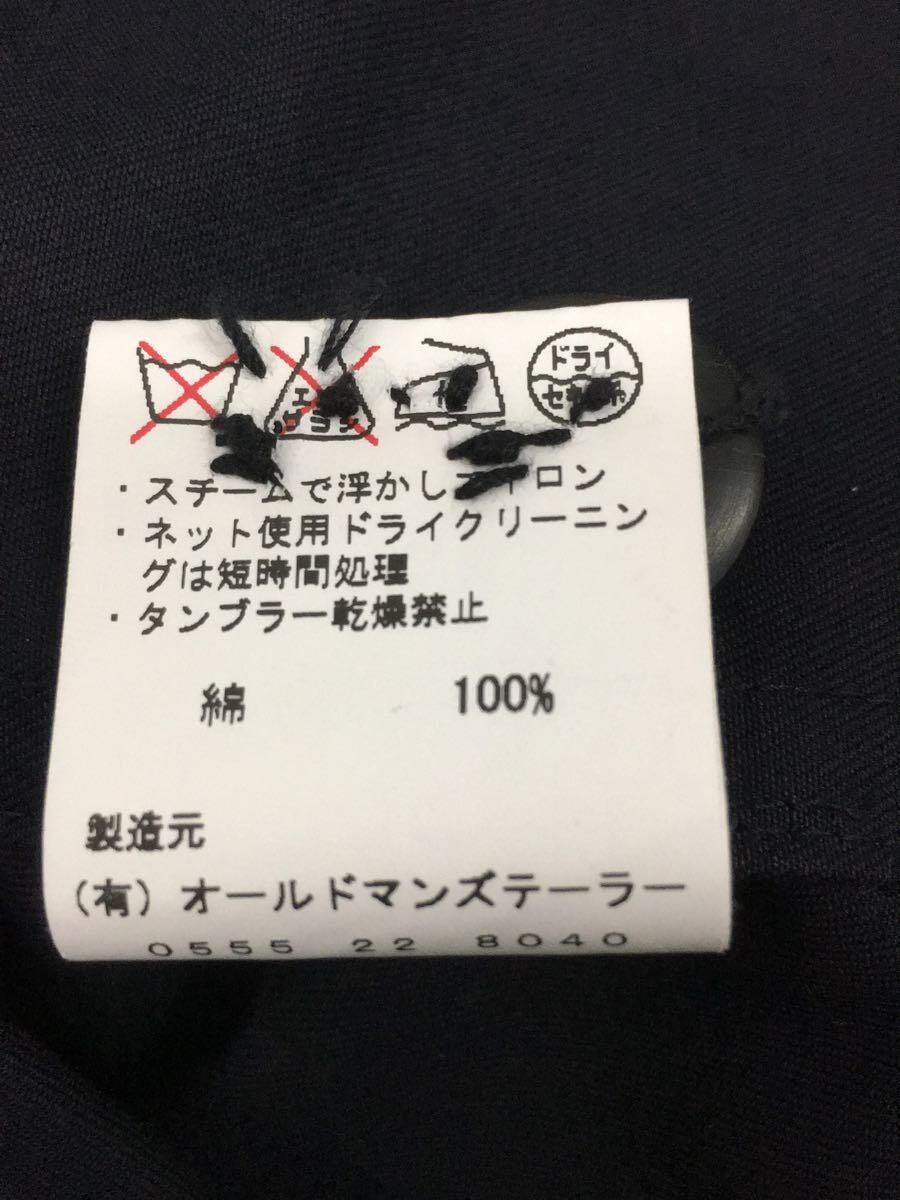 ドライ
・スチームで浮かしアイロン
・ネット使用ドライクリーニン
グは短時間処理
・タンブラー乾燥禁止
綿 100%
製造元
(有) オールドマンズテーラー
0555 22 8040